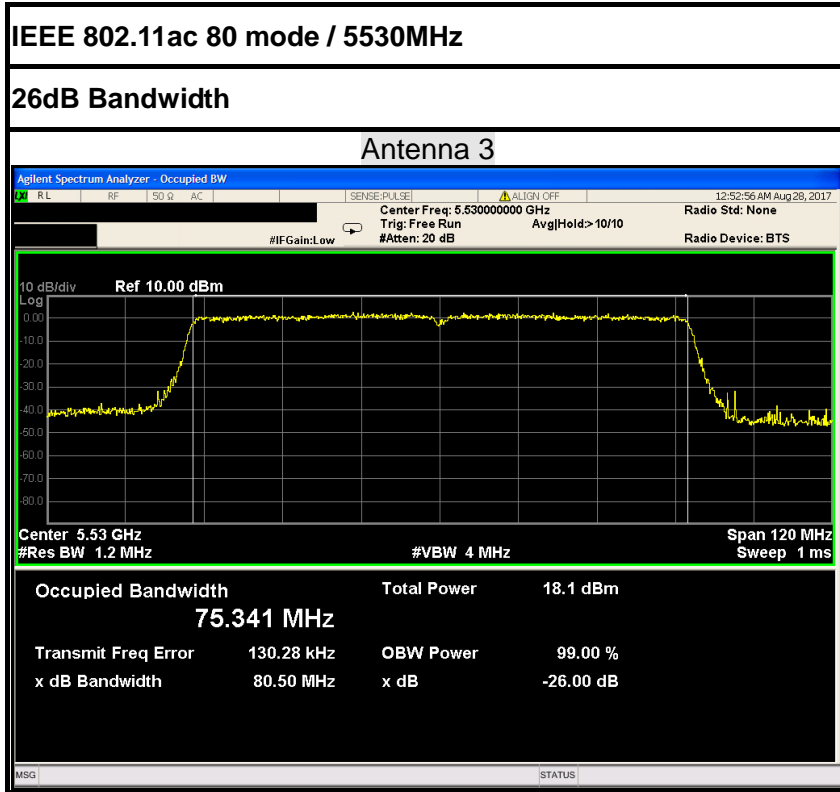 IEEE 802.11ac 80 mode / 5530MHz
26dB Bandwidth
Antenna 3
Agilent Spectrum Analyzer - Occupied BW
LXI RL RF 50 Ω AC SENSE:PULSE ALIGN OFF 12:52:56 AM Aug 28, 2017
Center Freq: 5.530000000 GHz Radio Std: None
Trig: Free Run Avg|Hold:> 10/10
#IFGain:Low #Atten: 20 dB Radio Device: BTS
10 dB/div Ref 10.00 dBm
Log
0.00
-10.0
-20.0
-30.0
-40.0
-50.0
-60.0
-70.0
-80.0
Center 5.53 GHz Span 120 MHz
#Res BW 1.2 MHz #VBW 4 MHz Sweep 1 ms
Occupied Bandwidth Total Power 18.1 dBm
75.341 MHz
Transmit Freq Error 130.28 kHz OBW Power 99.00 %
x dB Bandwidth 80.50 MHz x dB -26.00 dB
MSG STATUS